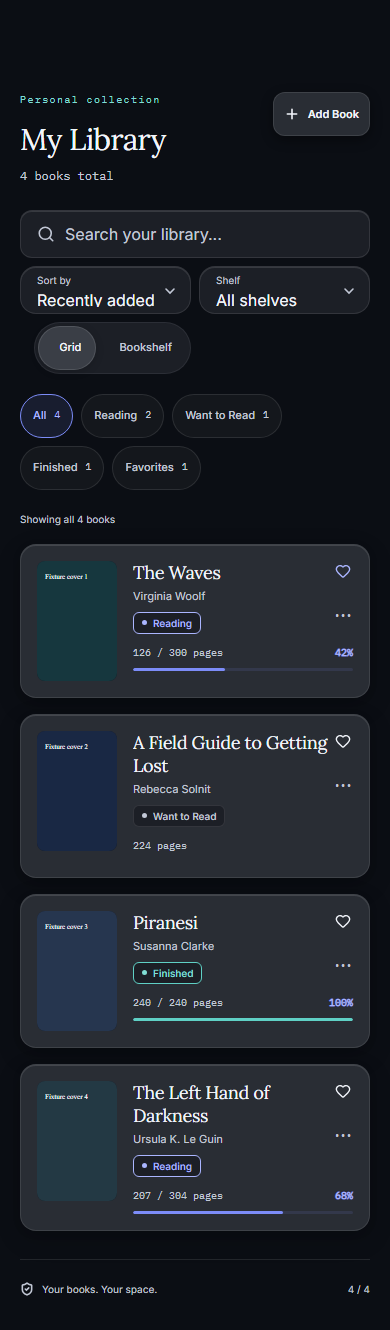 Personal collection
My Library
4 books total
Add Book
Search your library...
Sort by
Recently added
Shelf
All shelves
Grid
Bookshelf
All 4
Reading 2
Want to Read 1
Finished 1
Favorites 1
Showing all 4 books
Fixture cover 1
The Waves
Virginia Woolf
Reading
126 / 300 pages 42%
Fixture cover 2
A Field Guide to Getting
Lost
Rebecca Solnit
Want to Read
224 pages
Fixture cover 3
Piranesi
Susanna Clarke
Finished
240 / 240 pages 100%
Fixture cover 4
The Left Hand of
Darkness
Ursula K. Le Guin
Reading
207 / 304 pages 68%
Your books. Your space.
4 / 4